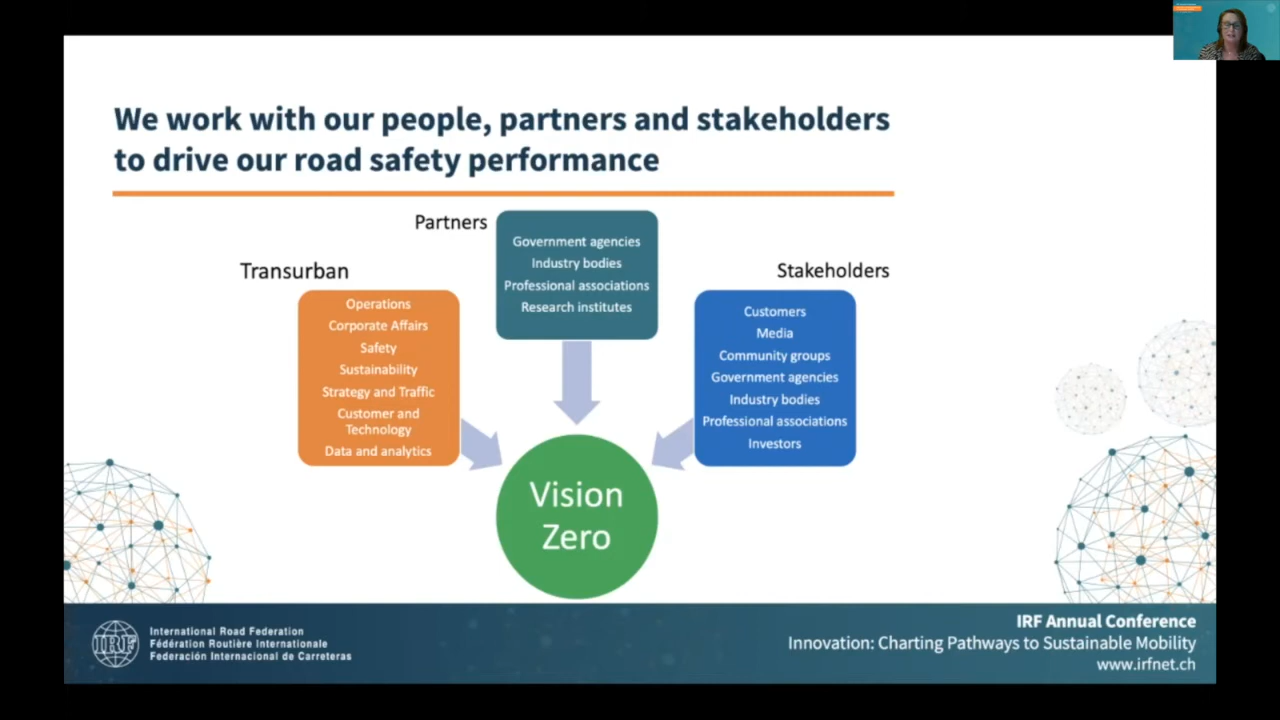 We work with our people, partners and stakeholders
to drive our road safety performance
Partners
Government agencies
Industry bodies
Professional associations
Research institutes
Transurban
Operations
Corporate Affairs
Safety
Sustainability
Strategy and Traffic
Customer and
Technology
Data and analytics
Stakeholders
Customers
Media
Community groups
Government agencies
Industry bodies
Professional associations
Investors
Vision
Zero
IRF
International Road Federation
Fédération Routière Internationale
Federación Internacional de Carreteras
IRF Annual Conference
Innovation: Charting Pathways to Sustainable Mobility
www.irfnet.ch